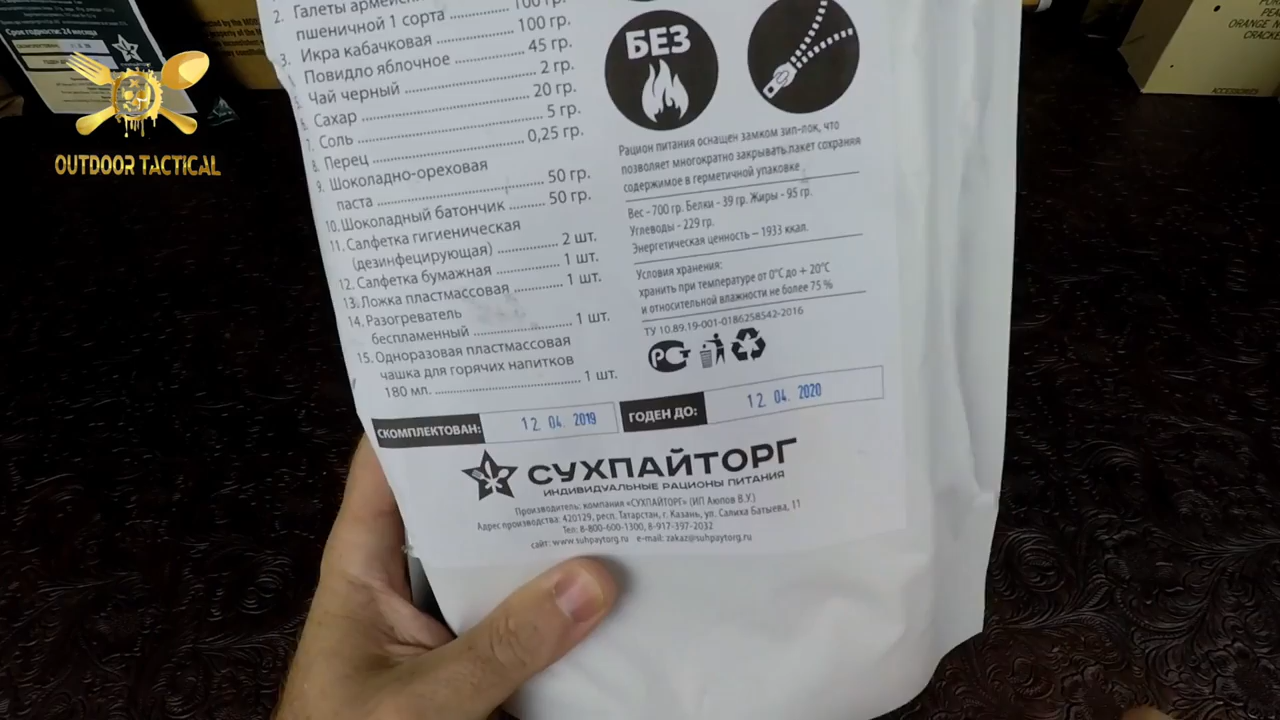 Срок годности: 24 месяца
OUTDOOR TACTICAL
2. Галеты
пшеничной 1 сорта 100 гр.
3. Икра кабачковая 100 гр.
Повидло яблочное 45 гр.
Чай черный 2 гр.
6. Сахар 20 гр.
7. Соль 5 гр.
8. Перец 0,25 гр.
9. Шоколадно-ореховая
паста 50 гр.
10. Шоколадный батончик 50 гр.
11. Салфетка гигиеническая
(дезинфецирующая) 2 шт.
12. Салфетка бумажная 1 шт.
13. Ложка пластмассовая 1 шт.
14. Разогреватель
беспламенный 1 шт.
15. Одноразовая пластмассовая
чашка для горячих напитков
180 мл. 1 шт.
БЕЗ
Рацион питания оснащен замком зип-лок, что
позволяет многократно закрывать пакет сохраняя
содержимое в герметичной упаковке
Вес - 700 гр. Белки - 39 гр. Жиры - 95 гр.
Углеводы - 229 гр.
Энергетическая ценность – 1933 ккал.
Условия хранения:
хранить при температуре от 0°С до + 20°С
и относительной влажности не более 75 %
ТУ 10.89.19-001-0186258542-2016
РСТ
СКОМПЛЕКТОВАН: 12 04. 2019 ГОДЕН ДО: 12 04. 2020
СУХПАЙТОРГ
ИНДИВИДУАЛЬНЫЕ РАЦИОНЫ ПИТАНИЯ
Производитель: компания «СУХПАЙТОРГ» (ИП Аюпов В.У.)
Адрес производства: 420129, респ. Татарстан, г. Казань, ул. Салиха Батыева, 11
Тел: 8-800-600-1300, 8-917-397-2032
сайт: www.suhpaytorg.ru e-mail: zakaz@suhpaytorg.ru
ORANGE
ACCESSORIES